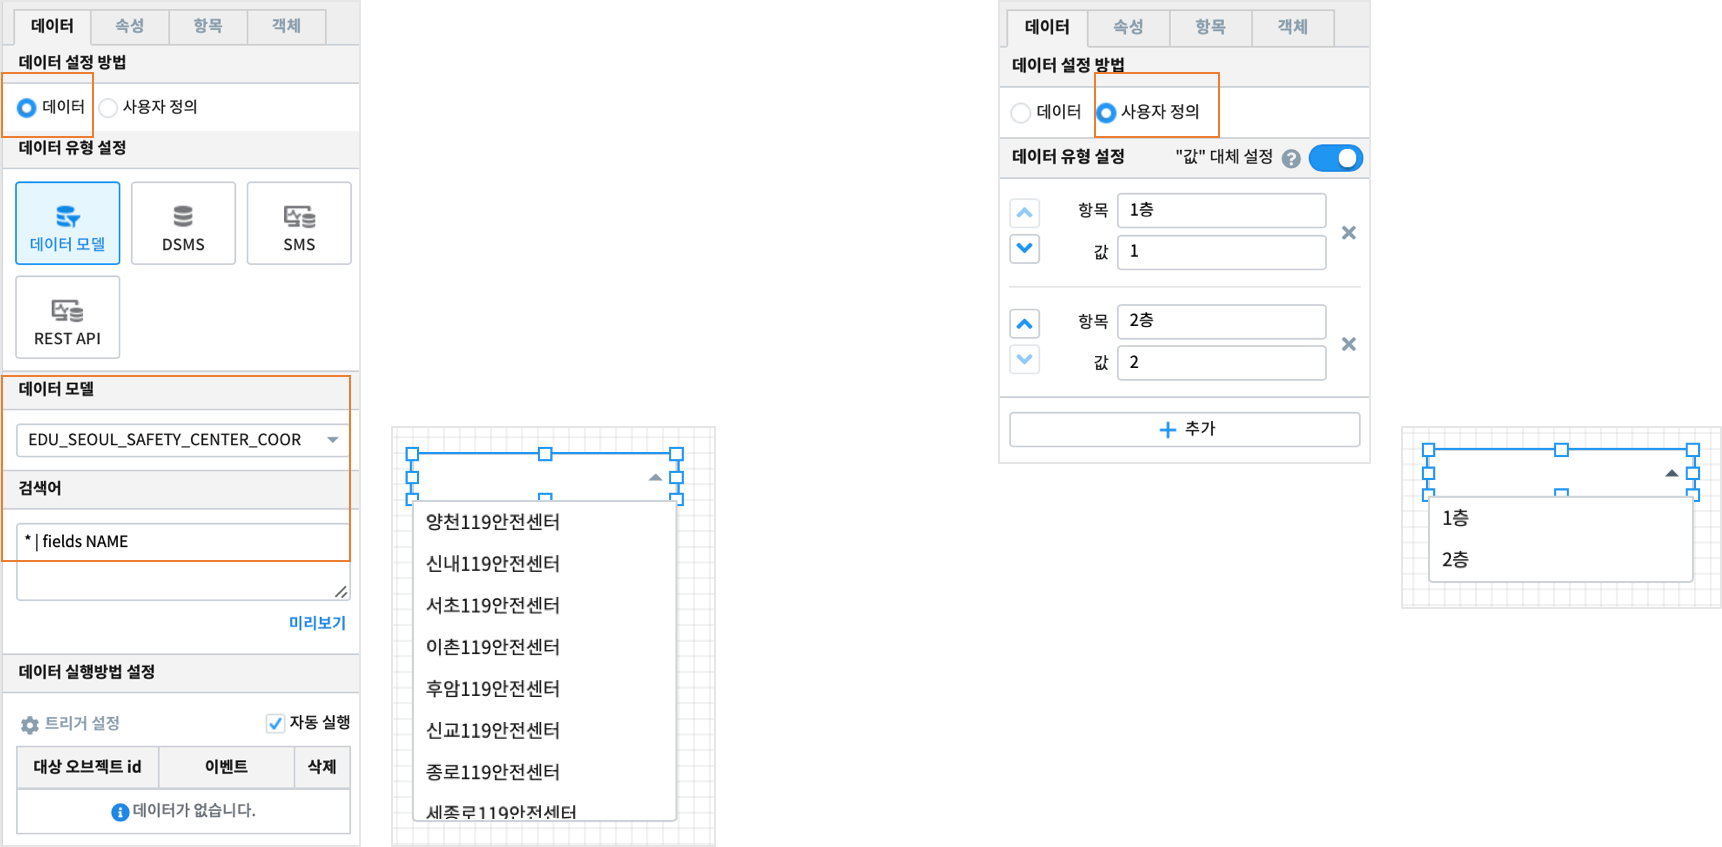 데이터 속성 항목 객체
데이터 설정 방법
데이터 사용자 정의
데이터 유형 설정
데이터 모델 DSMS SMS
REST API
데이터 모델
EDU_SEOUL_SAFETY_CENTER_COOR
검색어
* | fields NAME
미리보기
데이터 실행방법 설정
트리거 설정 자동 실행
대상 오브젝트 id 이벤트 삭제
데이터가 없습니다.
양천119안전센터
신내119안전센터
서초119안전센터
이촌119안전센터
후암119안전센터
신교119안전센터
종로119안전센터
세종로119안전센터
데이터 속성 항목 객체
데이터 설정 방법
데이터 사용자 정의
데이터 유형 설정 "값" 대체 설정 ?
항목 1층
값 1
항목 2층
값 2
+ 추가
1층
2층